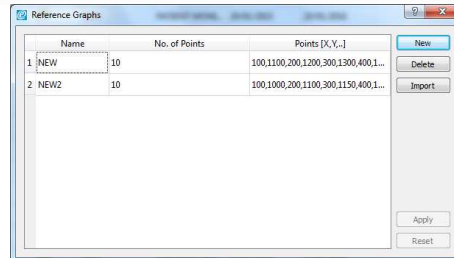 Reference Graphs
Name No. of Points Points [X,Y,..]
1 NEW 10 100,1100,200,1200,300,1300,400,1...
2 NEW2 10 100,1000,200,1100,300,1150,400,1...
New
Delete
Import
Apply
Reset